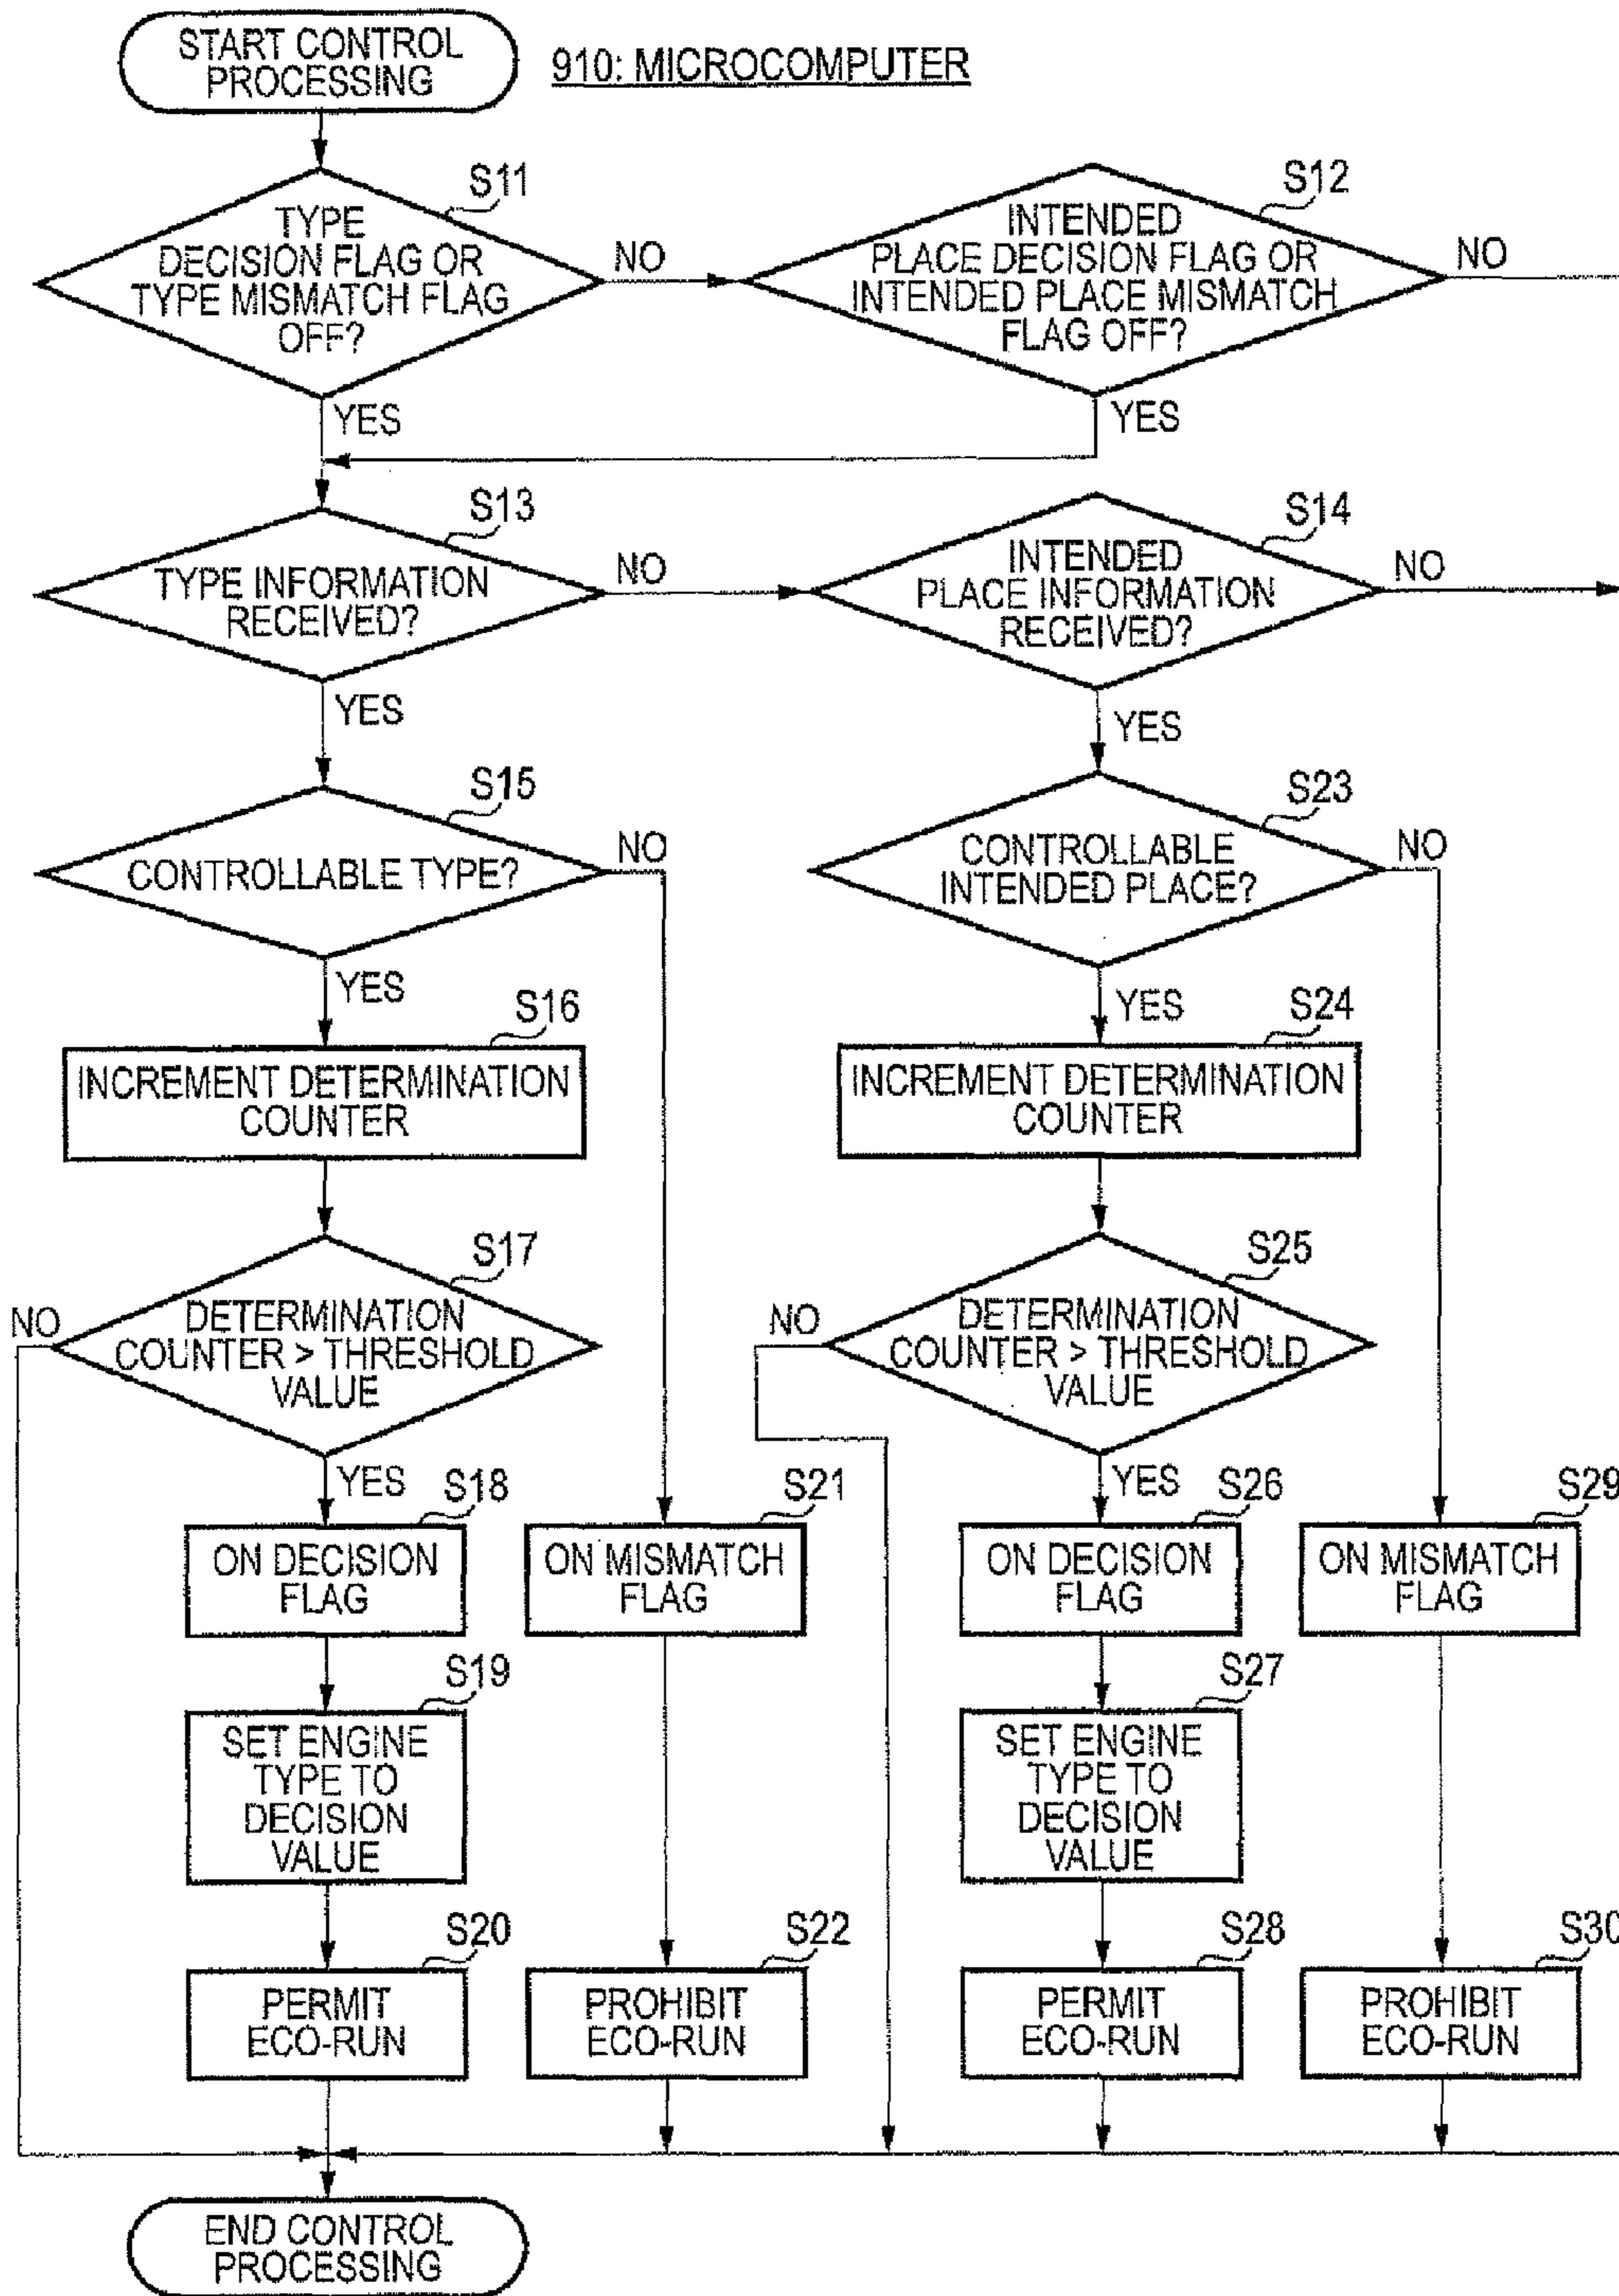 START CONTROL
PROCESSING
910: MICROCOMPUTER
S11
TYPE
DECISION FLAG OR
TYPE MISMATCH FLAG
OFF?
NO
YES
S12
INTENDED
PLACE DECISION FLAG OR
INTENDED PLACE MISMATCH
FLAG OFF?
NO
YES
S13
TYPE INFORMATION
RECEIVED?
NO
YES
S14
INTENDED
PLACE INFORMATION
RECEIVED?
NO
YES
S15
CONTROLLABLE TYPE?
NO
YES
S23
CONTROLLABLE
INTENDED PLACE?
NO
YES
S16
INCREMENT DETERMINATION
COUNTER
S24
INCREMENT DETERMINATION
COUNTER
S17
DETERMINATION
COUNTER > THRESHOLD
VALUE
NO
YES
S25
DETERMINATION
COUNTER > THRESHOLD
VALUE
NO
YES
S18
ON DECISION
FLAG
S21
ON MISMATCH
FLAG
S26
ON DECISION
FLAG
S29
ON MISMATCH
FLAG
S19
SET ENGINE
TYPE TO
DECISION
VALUE
S27
SET ENGINE
TYPE TO
DECISION
VALUE
S20
PERMIT
ECO-RUN
S22
PROHIBIT
ECO-RUN
S28
PERMIT
ECO-RUN
S30
PROHIBIT
ECO-RUN
END CONTROL
PROCESSING